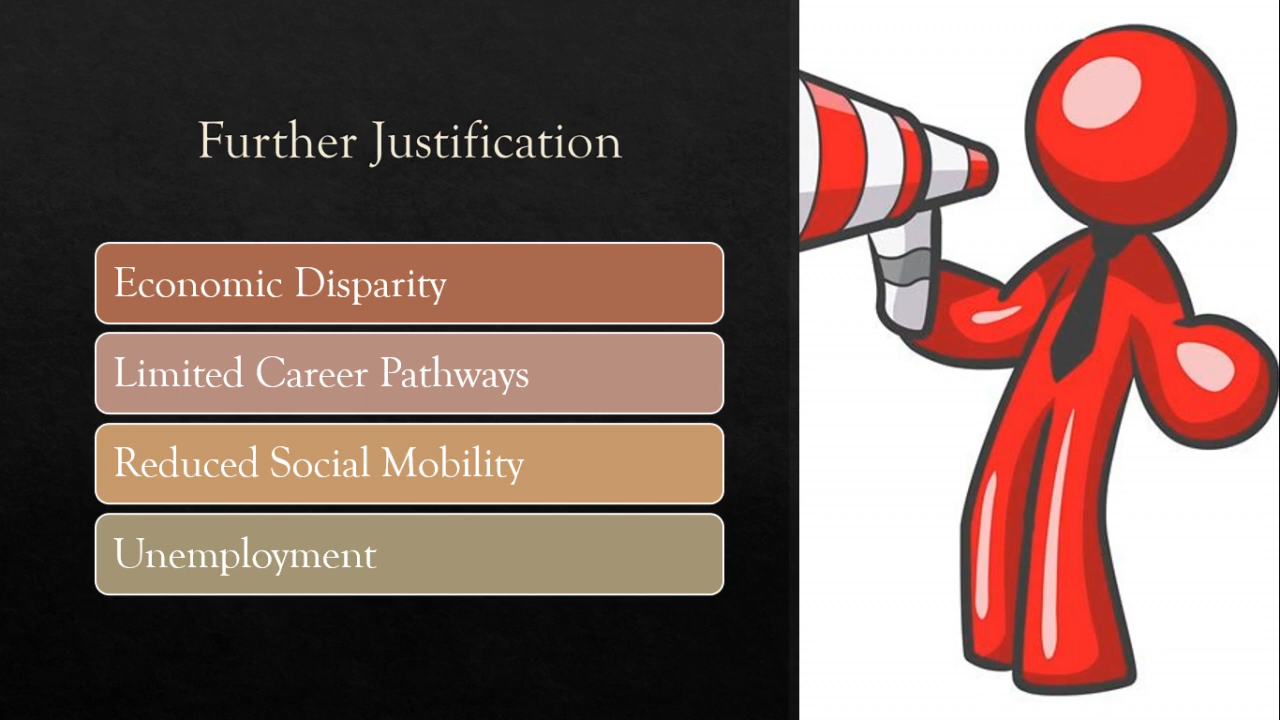 Further Justification
Economic Disparity
Limited Career Pathways
Reduced Social Mobility
Unemployment